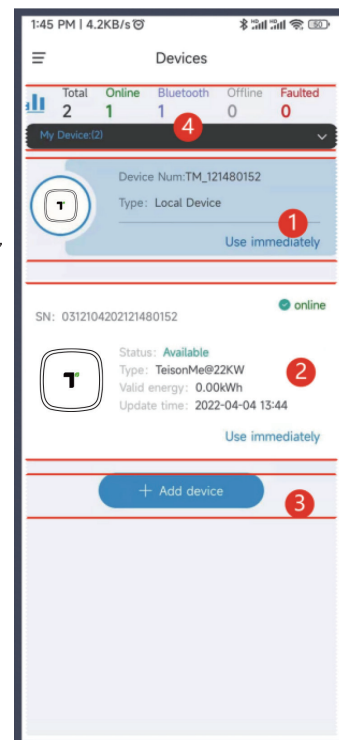 1:45 PM | 4.2KB/s
50
Devices
Total Online Bluetooth Offline Faulted
2 1 1 0 0
4
My Device:(2)
Device Num:TM_121480152
T
Type: Local Device
1
Use immediately
online
SN: 0312104202121480152
Status: Available
T
Type: TeisonMe@22KW
2
Valid energy: 0.00kWh
Update time: 2022-04-04 13:44
Use immediately
+ Add device
3